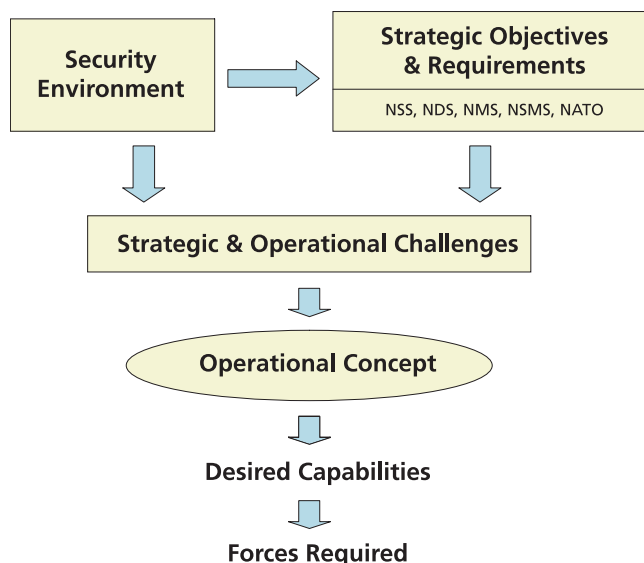 Security
Environment
Strategic Objectives
& Requirements
NSS, NDS, NMS, NSMS, NATO
Strategic & Operational Challenges
Operational Concept
Desired Capabilities
Forces Required